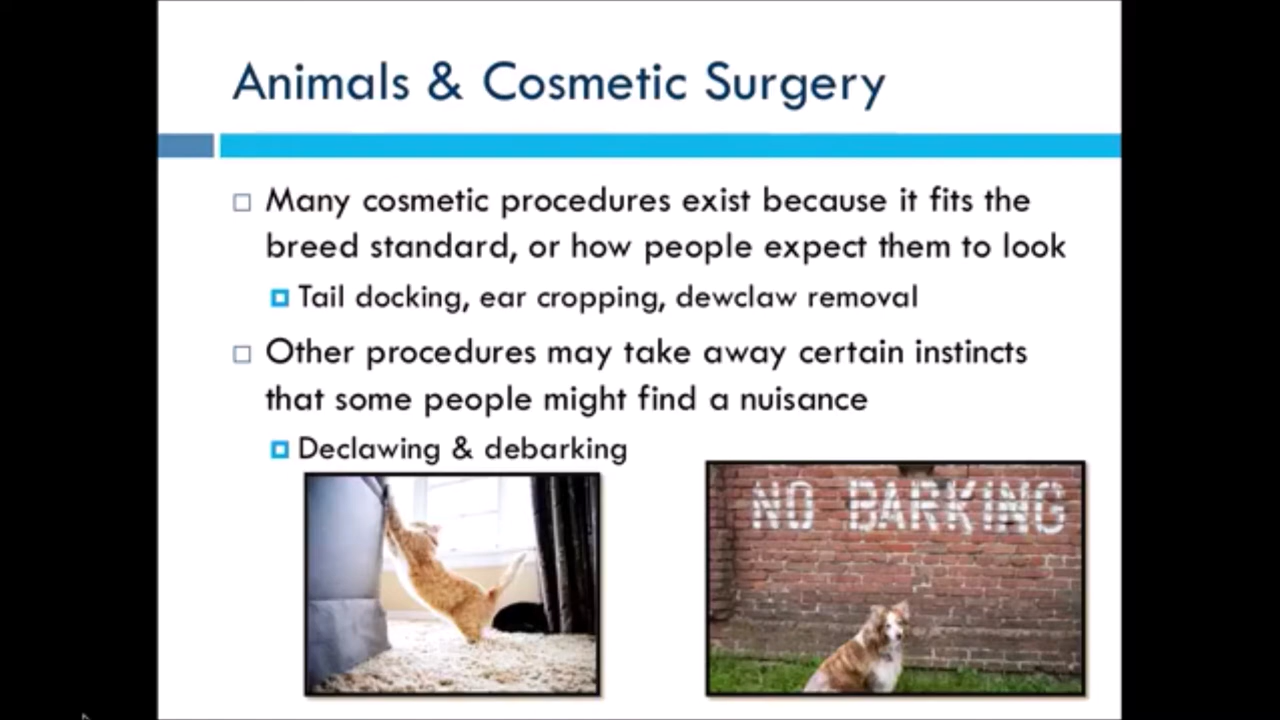 Animals & Cosmetic Surgery
Many cosmetic procedures exist because it fits the
breed standard, or how people expect them to look
Tail docking, ear cropping, dewclaw removal
Other procedures may take away certain instincts
that some people might find a nuisance
Declawing & debarking
NO BARKING